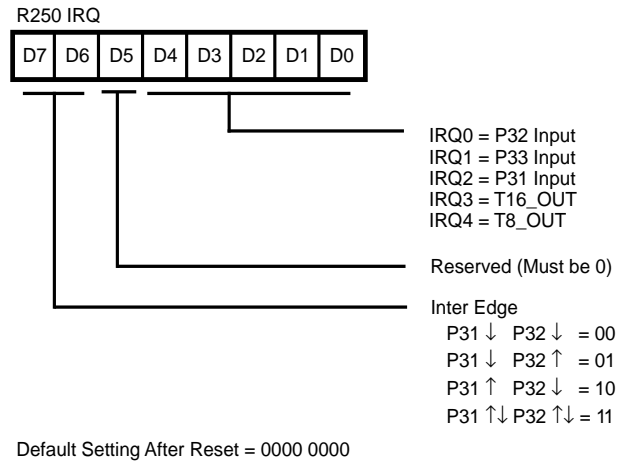 R250 IRQ
D7 D6 D5 D4 D3 D2 D1 D0
IRQ0 = P32 Input
IRQ1 = P33 Input
IRQ2 = P31 Input
IRQ3 = T16_OUT
IRQ4 = T8_OUT
Reserved (Must be 0)
Inter Edge
P31 ↓ P32 ↓ = 00
P31 ↓ P32 ↑ = 01
P31 ↑ P32 ↓ = 10
P31 ↑↓ P32 ↑↓ = 11
Default Setting After Reset = 0000 0000